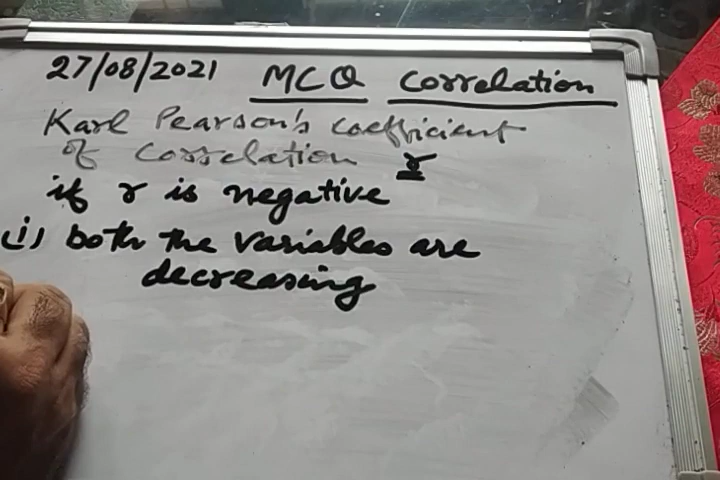 27/08/2021 MCQ Correlation
Karl Pearson's Coefficient
of Correlation r
if r is negative
(i) both the variables are
decreasing